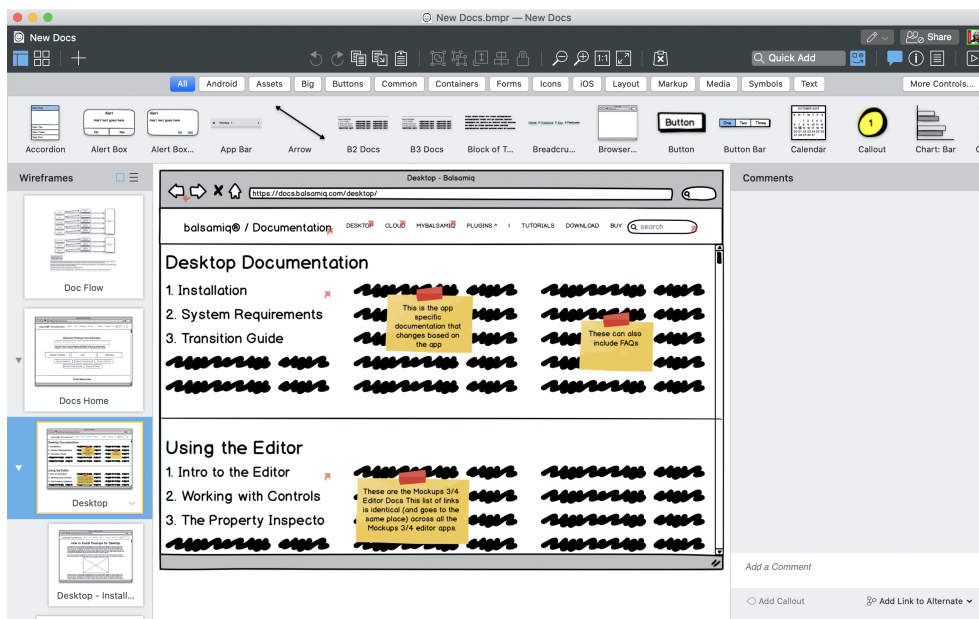 New Docs.bmpr — New Docs
New Docs
Share
1:1
Quick Add
All Android Assets Big Buttons Common Containers Forms Icons iOS Layout Markup Media Symbols Text More Controls...
Button
One Two Three
1
Accordion Alert Box Alert Box... App Bar Arrow B2 Docs B3 Docs Block of T... Breadcru... Browser... Button Button Bar Calendar Callout Chart: Bar
Wireframes
Doc Flow
Docs Home
Desktop
Desktop - Install...
Desktop - Balsamiq
https://docs.balsamiq.com/desktop/
balsamiq® / Documentation
DESKTOP CLOUD MYBALSAMIQ PLUGINS ^ | TUTORIALS DOWNLOAD BUY search
Desktop Documentation
1. Installation
2. System Requirements
3. Transition Guide
This is the app
specific
documentation that
changes based on
the app
These can also
include FAQs
Using the Editor
1. Intro to the Editor
2. Working with Controls
3. The Property Inspecto
These are the Mockups 3/4
Editor Docs This list of links
is identical (and goes to the
same place) across all the
Mockups 3/4 editor apps.
Comments
Add a Comment
Add Callout
Add Link to Alternate